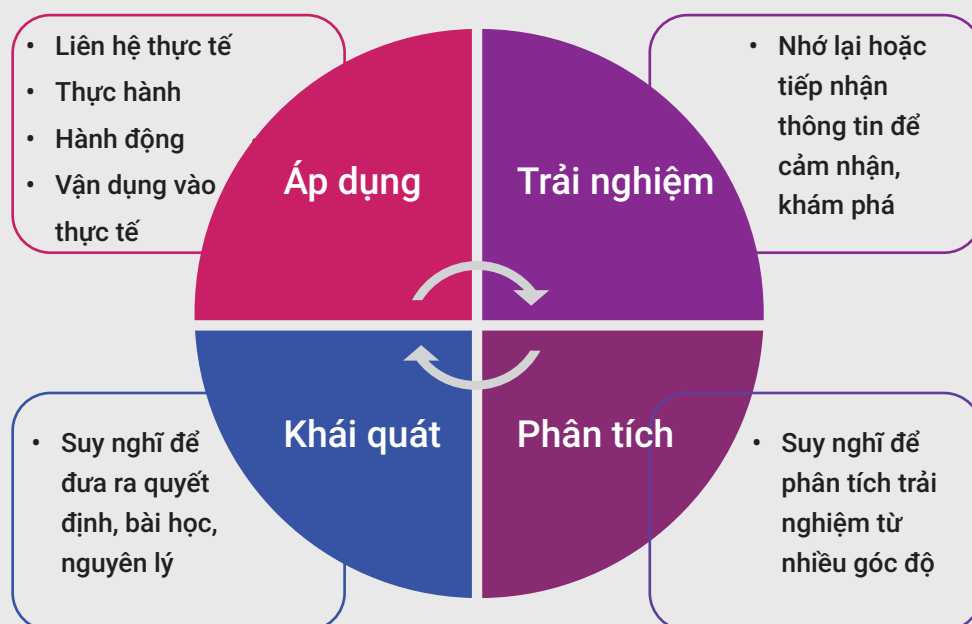 • Liên hệ thực tế
• Thực hành
• Hành động
• Vận dụng vào
thực tế
Áp dụng
Trải nghiệm
• Nhớ lại hoặc
tiếp nhận
thông tin để
cảm nhận,
khám phá
• Suy nghĩ để
đưa ra quyết
định, bài học,
nguyên lý
Khái quát
Phân tích
• Suy nghĩ để
phân tích trải
nghiệm từ
nhiều góc độ